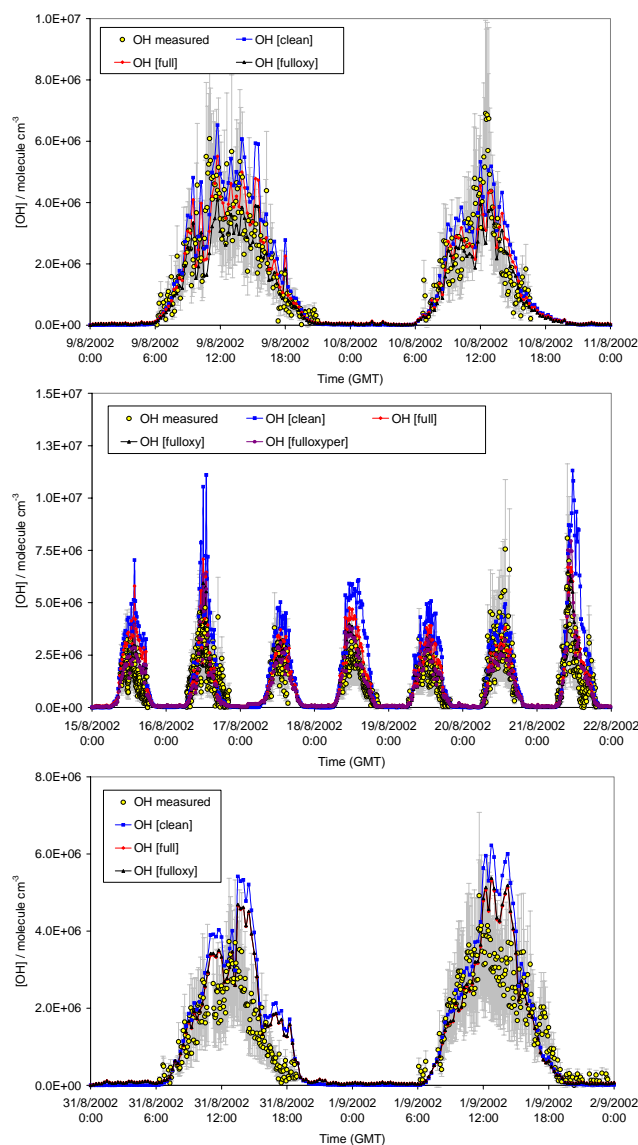 1.0E+07
OH measured OH [clean]
OH [full] OH [fulloxy]
8.0E+06
6.0E+06
[OH] / molecule cm-3
4.0E+06
2.0E+06
0.0E+00
9/8/2002 9/8/2002 9/8/2002 9/8/2002 10/8/2002 10/8/2002 10/8/2002 10/8/2002 11/8/2002
0:00 6:00 12:00 18:00 0:00 6:00 12:00 18:00 0:00
Time (GMT)
1.5E+07
OH measured OH [clean] OH [full]
OH [fulloxy] OH [fulloxyper]
1.3E+07
1.0E+07
7.5E+06
[OH] / molecule cm-3
5.0E+06
2.5E+06
0.0E+00
15/8/2002 16/8/2002 17/8/2002 18/8/2002 19/8/2002 20/8/2002 21/8/2002 22/8/2002
0:00 0:00 0:00 0:00 0:00 0:00 0:00 0:00
Time (GMT)
8.0E+06
OH measured
OH [clean]
OH [full]
OH [fulloxy]
6.0E+06
[OH] / molecule cm-3
4.0E+06
2.0E+06
0.0E+00
31/8/2002 31/8/2002 31/8/2002 31/8/2002 1/9/2002 1/9/2002 1/9/2002 1/9/2002 2/9/2002
0:00 6:00 12:00 18:00 0:00 6:00 12:00 18:00 0:00
Time (GMT)